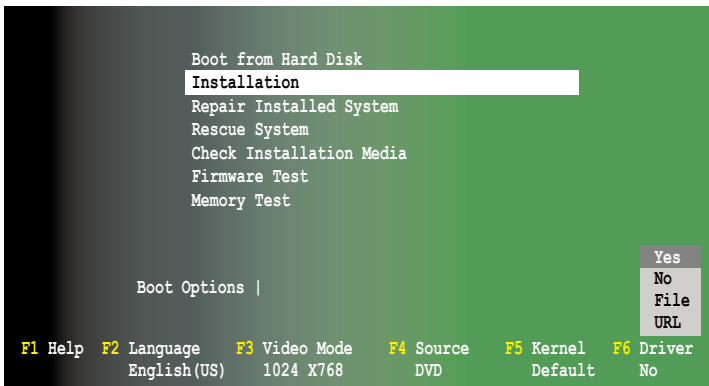 Boot from Hard Disk
Installation
Repair Installed System
Rescue System
Check Installation Media
Firmware Test
Memory Test
Yes
No
File
URL
Boot Options |
F1 Help F2 Language F3 Video Mode F4 Source F5 Kernel F6 Driver
English(US) 1024 X768 DVD Default No